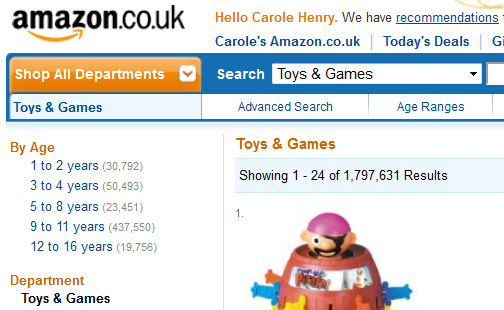 amazon.co.uk
Hello Carole Henry. We have recommendations
Carole's Amazon.co.uk Today's Deals
Shop All Departments
Search Toys & Games
Toys & Games Advanced Search Age Ranges
By Age
1 to 2 years (30,792)
3 to 4 years (50,493)
5 to 8 years (23,451)
9 to 11 years (437,550)
12 to 16 years (19,756)
Department
Toys & Games
Toys & Games
Showing 1 - 24 of 1,797,631 Results
1.